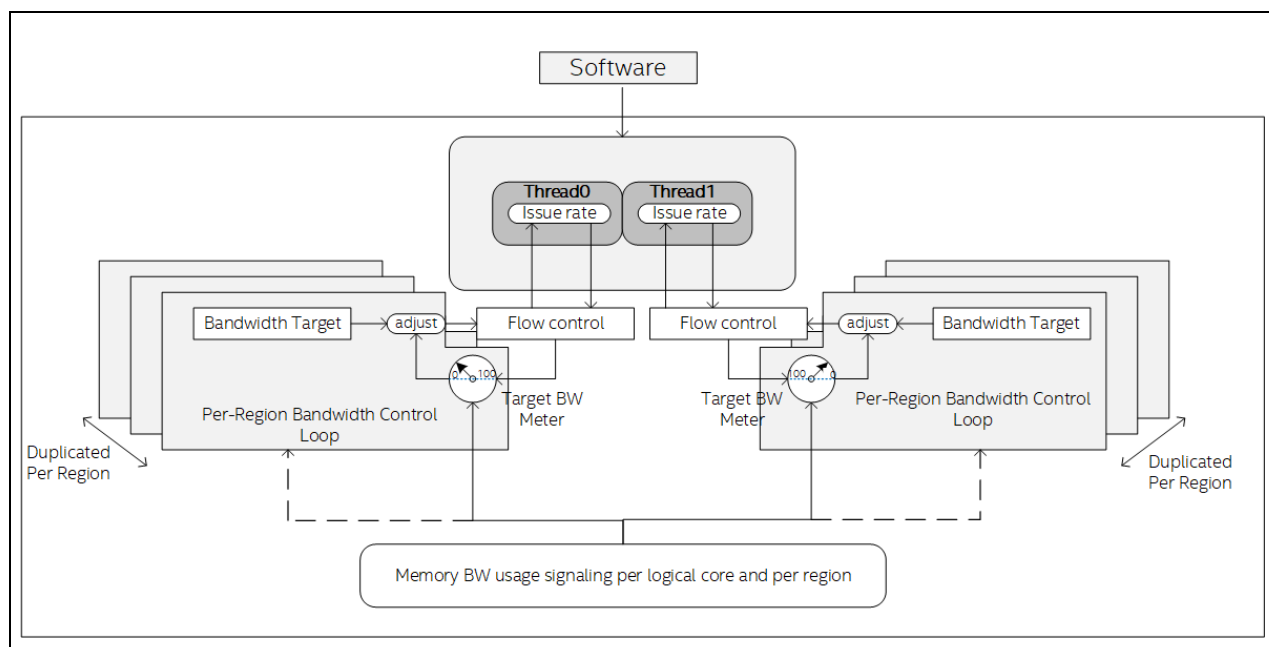 Software
Thread0
Thread1
Issue rate
Issue rate
Bandwidth Target
adjust
Flow control
Flow control
adjust
Bandwidth Target
0
100
100
0
Target BW
Meter
Target BW
Meter
Per-Region Bandwidth Control
Loop
Per-Region Bandwidth Control
Loop
Duplicated
Per Region
Duplicated
Per Region
Memory BW usage signaling per logical core and per region